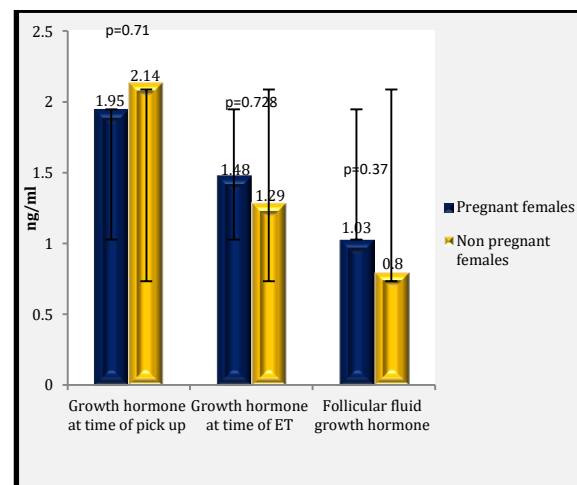 2.5
p=0.71
1.95
2.14
2
p=0.728
1.48
1.29
1.5
p=0.37
1.03
0.8
1
0.5
0
ng/ml
Growth hormone
at time of pick up
Growth hormone
at time of ET
Follicular fluid
growth hormone
Pregnant females
Non pregnant
females